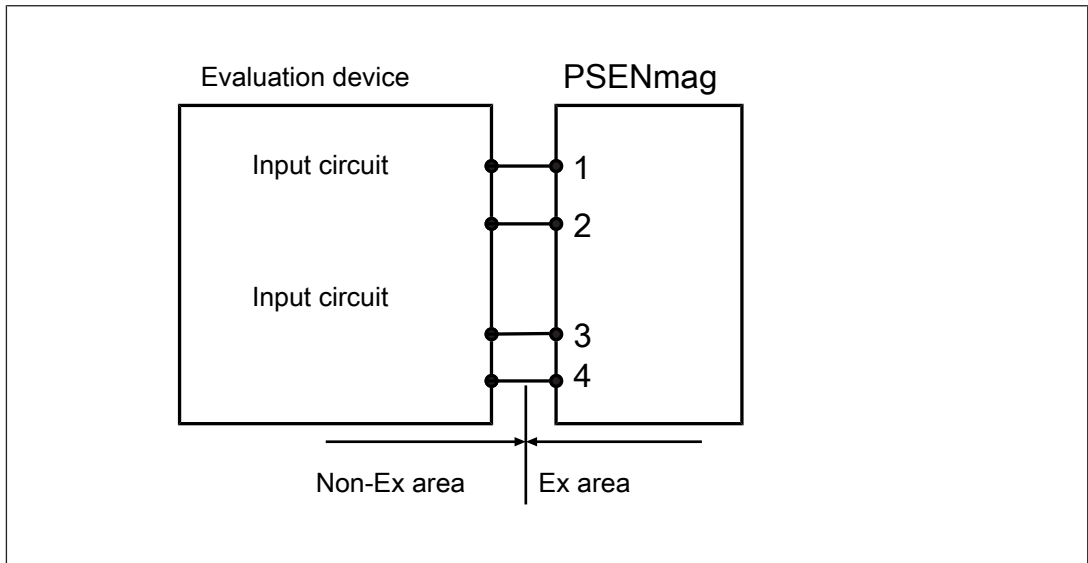 Evaluation device
PSENmag
Input circuit
1
2
Input circuit
3
4
Non-Ex area
Ex area